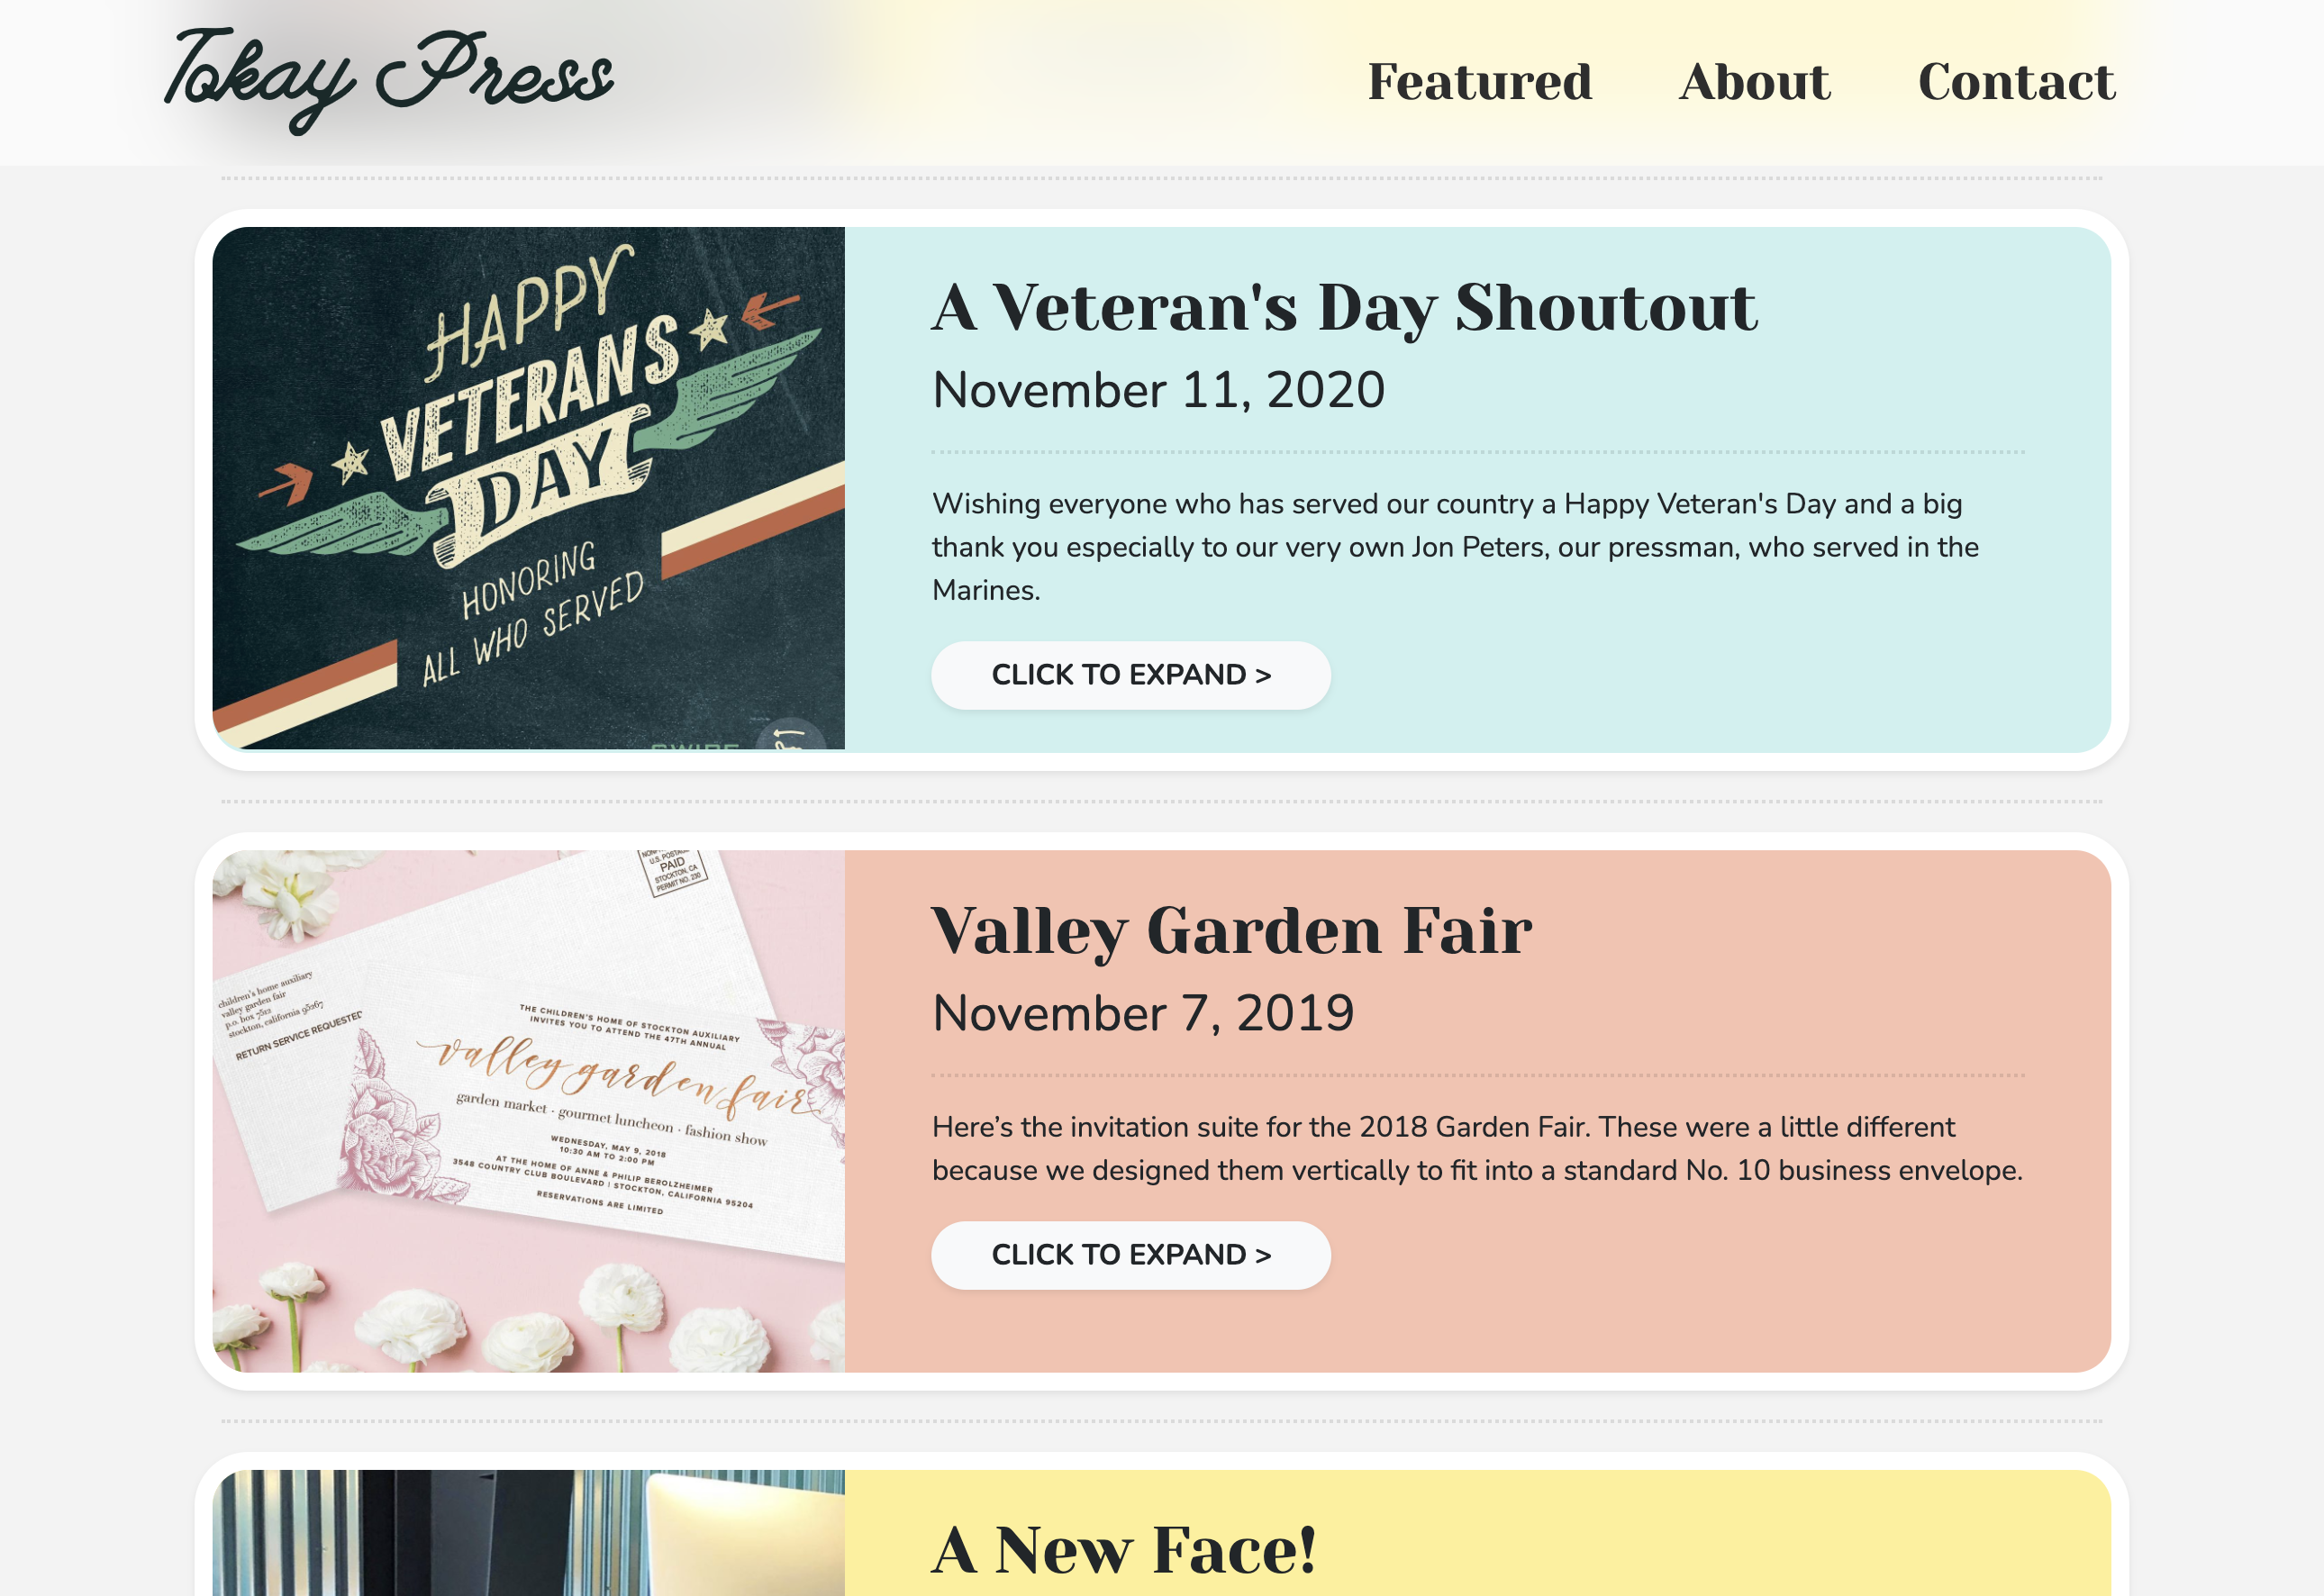 Tokay Press
Featured
About
Contact
HAPPY
VETERANS
DAY
HONORING
ALL WHO SERVED
SWIPE
A Veteran's Day Shoutout
November 11, 2020
Wishing everyone who has served our country a Happy Veteran's Day and a big
thank you especially to our very own Jon Peters, our pressman, who served in the
Marines.
CLICK TO EXPAND >
U.S. POSTAGE
PAID
STOCKTON, CA
PERMIT NO. 230
children's home auxiliary
valley garden fair
p.o. box 7512
stockton, california 95267
RETURN SERVICE REQUESTED
THE CHILDREN'S HOME OF STOCKTON AUXILIARY
INVITES YOU TO ATTEND THE 47TH ANNUAL
valley garden fair
garden market · gourmet luncheon · fashion show
WEDNESDAY, MAY 9, 2018
10:30 AM TO 2:00 PM
AT THE HOME OF ANNE & PHILIP BEROLZHEIMER
3548 COUNTRY CLUB BOULEVARD | STOCKTON, CALIFORNIA 95204
RESERVATIONS ARE LIMITED
Valley Garden Fair
November 7, 2019
Here’s the invitation suite for the 2018 Garden Fair. These were a little different
because we designed them vertically to fit into a standard No. 10 business envelope.
CLICK TO EXPAND >
A New Face!